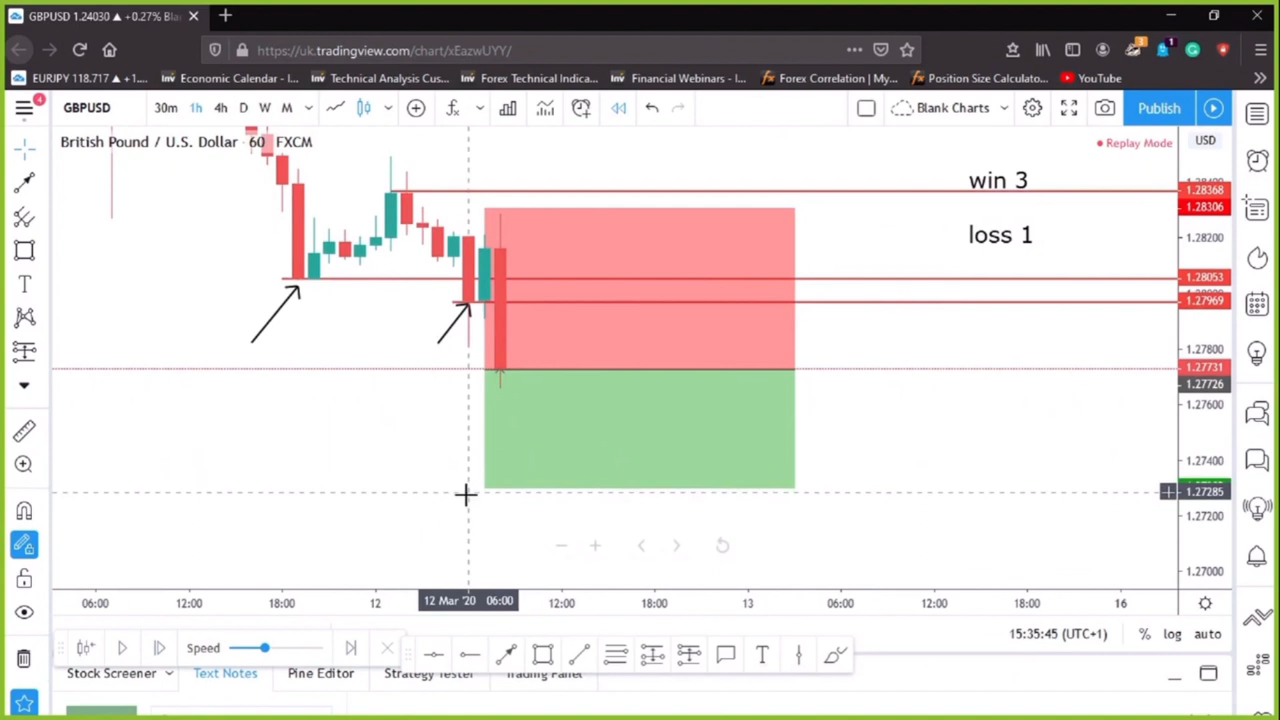 GBPUSD 1.24030 ▲ +0.27% Bla
https://uk.tradingview.com/chart/xEazwUYY/
3 1
EURJPY 118.717 ▲ +1....
Economic Calendar - I...
Technical Analysis Cus...
Forex Technical Indica...
Financial Webinars - I...
Forex Correlation | My...
Position Size Calculato...
YouTube
4
GBPUSD 30m 1h 4h D W M
Blank Charts
Publish
British Pound / U.S. Dollar 60 FXCM
Replay Mode
USD
win 3
loss 1
1.28368
1.28306
1.28200
1.28053
1.27969
1.27800
1.27731
1.27726
1.27600
1.27400
1.27285
1.27200
1.27000
06:00 12:00 18:00 12 12 Mar '20 06:00 12:00 18:00 13 06:00 12:00 18:00 16
15:35:45 (UTC+1) % log auto
Speed
Stock Screener Text Notes Pine Editor Strategy Tester Trading Panel